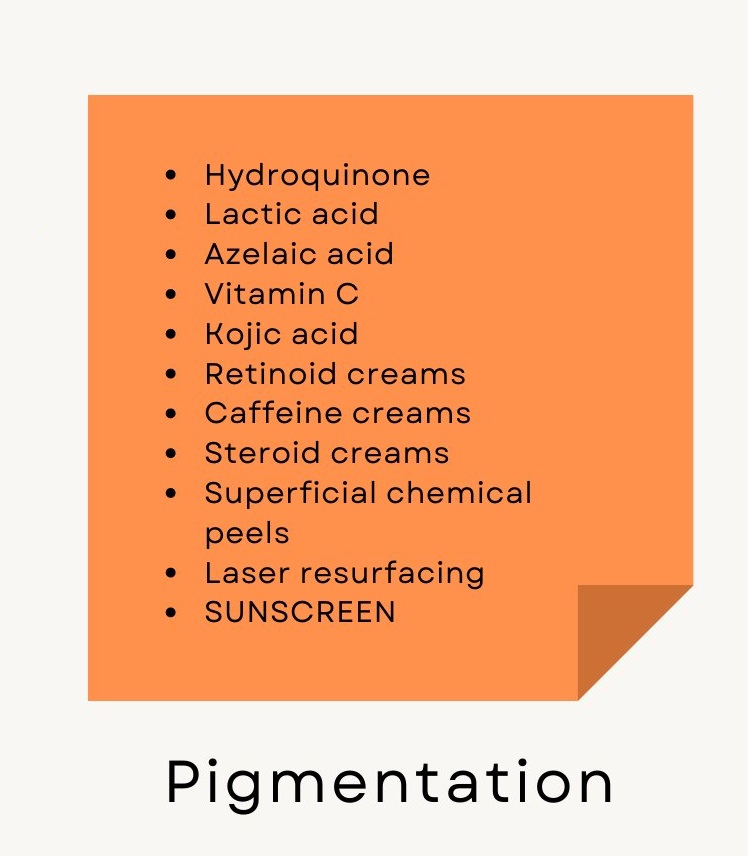 • Hydroquinone
• Lactic acid
• Azelaic acid
• Vitamin C
• Kojic acid
• Retinoid creams
• Caffeine creams
• Steroid creams
• Superficial chemical
peels
• Laser resurfacing
• SUNSCREEN
Pigmentation